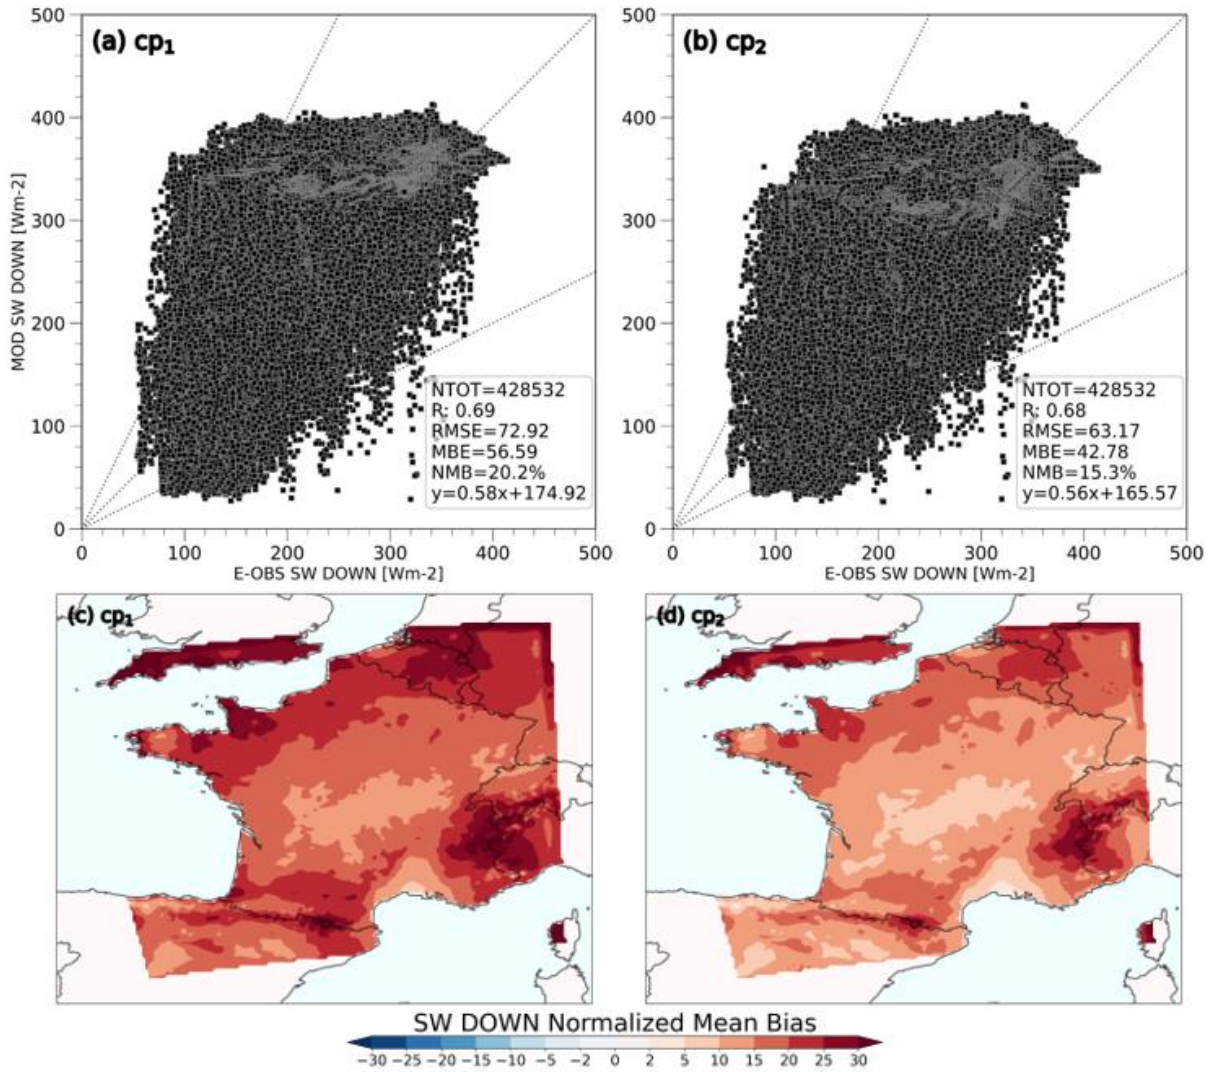 (a) cp₁
500
400
300
200
100
0
MOD SW DOWN [Wm-2]
NTOT=428532
R: 0.69
RMSE=72.92
MBE=56.59
NMB=20.2%
y=0.58x+174.92
0 100 200 300 400 500
E-OBS SW DOWN [Wm-2]
(b) cp₂
500
400
300
200
100
0
NTOT=428532
R: 0.68
RMSE=63.17
MBE=42.78
NMB=15.3%
y=0.56x+165.57
0 100 200 300 400 500
E-OBS SW DOWN [Wm-2]
(c) cp₁
(d) cp₂
SW DOWN Normalized Mean Bias
−30 −25 −20 −15 −10 −5 −2 0 2 5 10 15 20 25 30